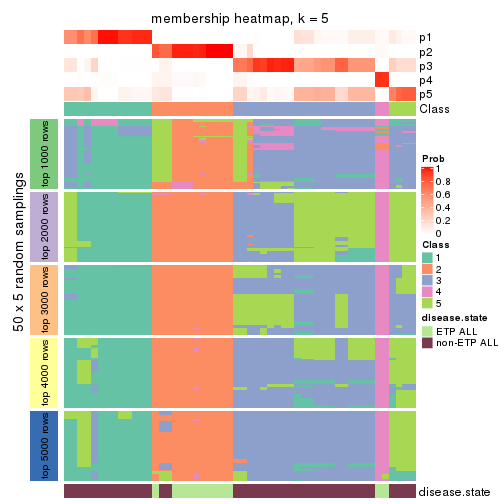 membership heatmap, k = 5
p1
p2
p3
p4
p5
Class
50 x 5 random samplings
top 1000 rows
top 2000 rows
top 3000 rows
top 4000 rows
top 5000 rows
disease.state
Prob
1
0.8
0.6
0.4
0.2
0
Class
1
2
3
4
5
disease.state
ETP ALL
non-ETP ALL